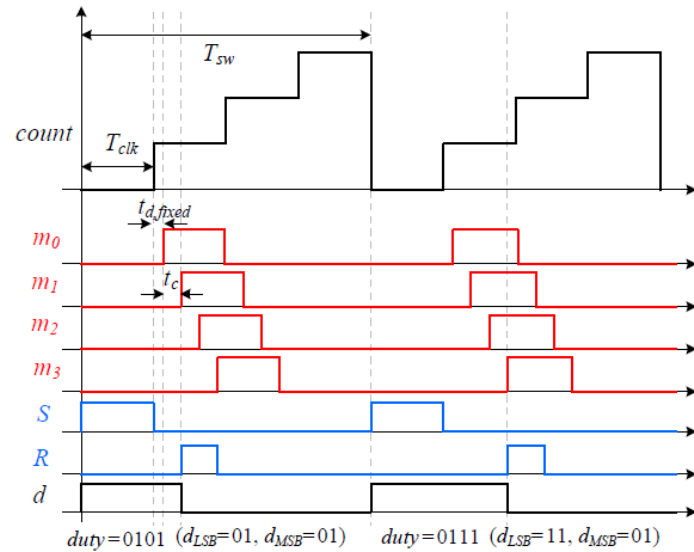 T_sw
count
T_clk
t_d,fixed
m_0
t_c
m_1
m_2
m_3
S
R
d
duty=0101 (d_LSB=01, d_MSB=01) duty=0111 (d_LSB=11, d_MSB=01)